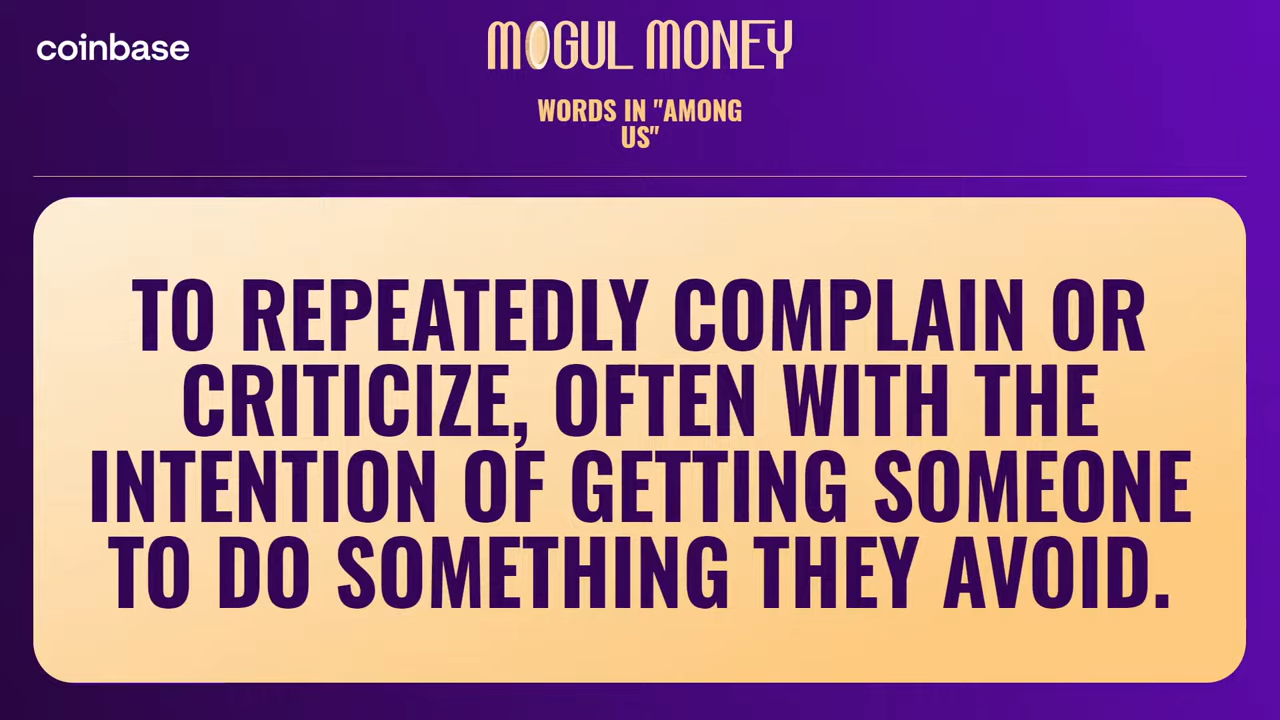 coinbase
MOGUL MONEY
WORDS IN "AMONG
US"
TO REPEATEDLY COMPLAIN OR
CRITICIZE, OFTEN WITH THE
INTENTION OF GETTING SOMEONE
TO DO SOMETHING THEY AVOID.